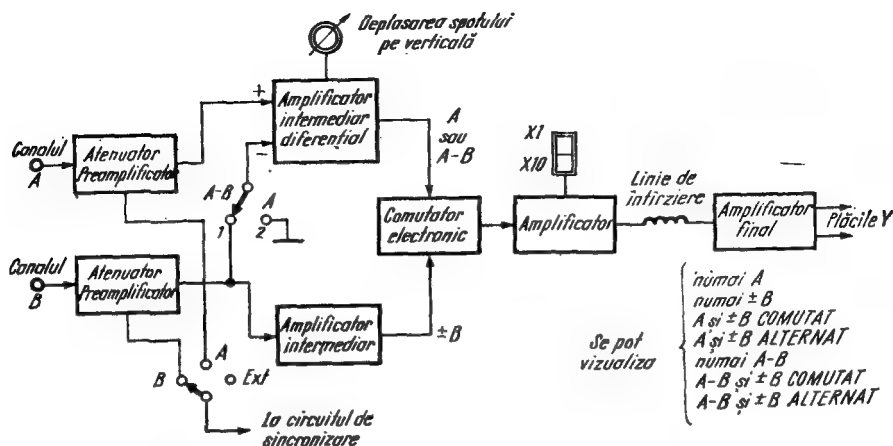 Deplasarea spotului
pe verticală
+
Amplificator
intermediar
diferențial
−
A
sau
A-B
X1
X10
Canalul
A
Atenuator
Preamplificator
A-B
A
1
2
Comutator
electronic
Amplificator
Linie de
întîrziere
Amplificator
final
Plăcile Y
Canalul
B
Atenuator
Preamplificator
Amplificator
intermediar
±B
A
B
Ext
La circuitul de
sincronizare
Se pot
vizualiza
numai A
numai ±B
A și ±B COMUTAT
A și ±B ALTERNAT
numai A-B
A-B și ±B COMUTAT
A-B și ±B ALTERNAT